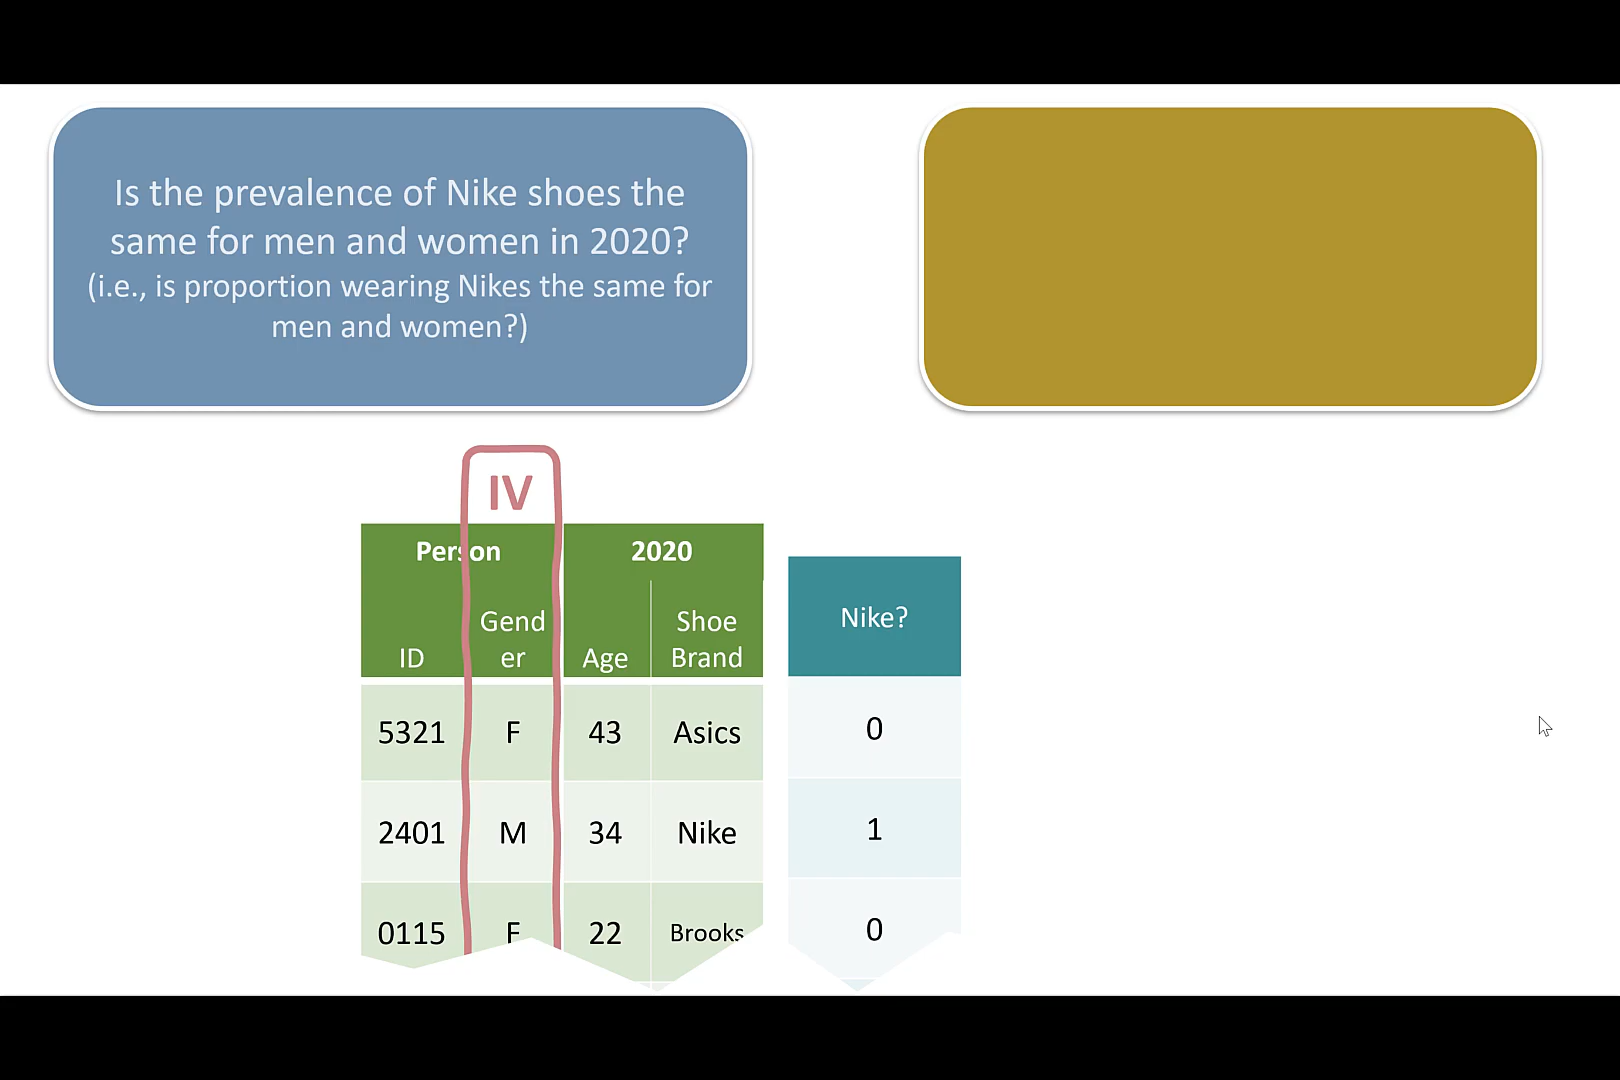 Is the prevalence of Nike shoes the
same for men and women in 2020?
(i.e., is proportion wearing Nikes the same for
men and women?)
IV
Person 2020
Nike?
Gend
er
Shoe
Brand
ID Age
5321 F 43 Asics 0
2401 M 34 Nike 1
0115 F 22 Brooks 0